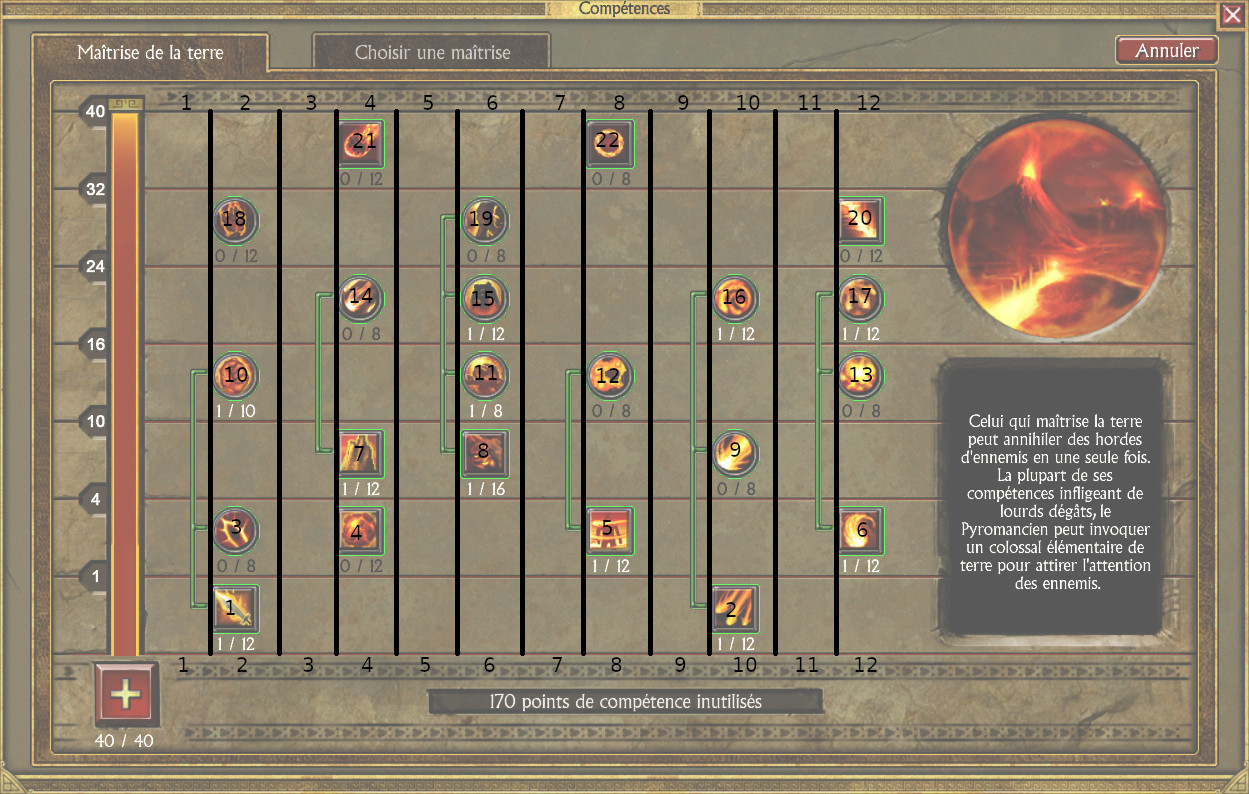 Compétences
Maîtrise de la terre
Choisir une maîtrise
Annuler
1 2 3 4 5 6 7 8 9 10 11 12
40
21
22
0 / 12
0 / 8
32
18
19
20
0 / 12
0 / 8
0 / 12
24
14
15
16
17
0 / 8
1 / 12
1 / 12
1 / 12
16
10
11
12
13
1 / 10
1 / 8
0 / 8
0 / 8
10
7
8
9
1 / 12
1 / 16
0 / 8
4
3
4
5
6
0 / 8
0 / 12
1 / 12
1 / 12
1
1
2
1 / 12
1 / 12
1 2 3 4 5 6 7 8 9 10 11 12
Celui qui maîtrise la terre
peut annihiler des hordes
d'ennemis en une seule fois.
La plupart de ses
compétences infligeant de
lourds dégâts, le
Pyromancien peut invoquer
un colossal élémentaire de
terre pour attirer l'attention
des ennemis.
170 points de compétence inutilisés
40 / 40